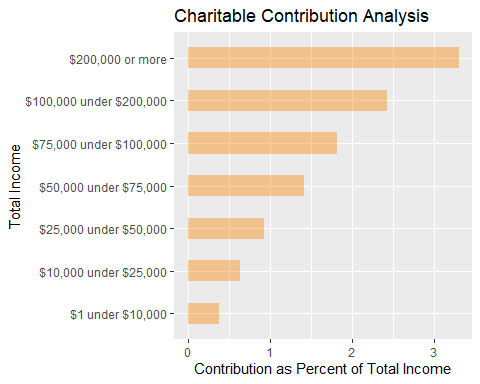 Charitable Contribution Analysis
Total Income
$200,000 or more
$100,000 under $200,000
$75,000 under $100,000
$50,000 under $75,000
$25,000 under $50,000
$10,000 under $25,000
$1 under $10,000
0 1 2 3
Contribution as Percent of Total Income